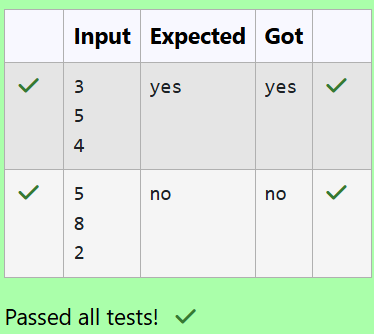 Input Expected Got
3 yes yes
5
4
5 no no
8
2
Passed all tests!